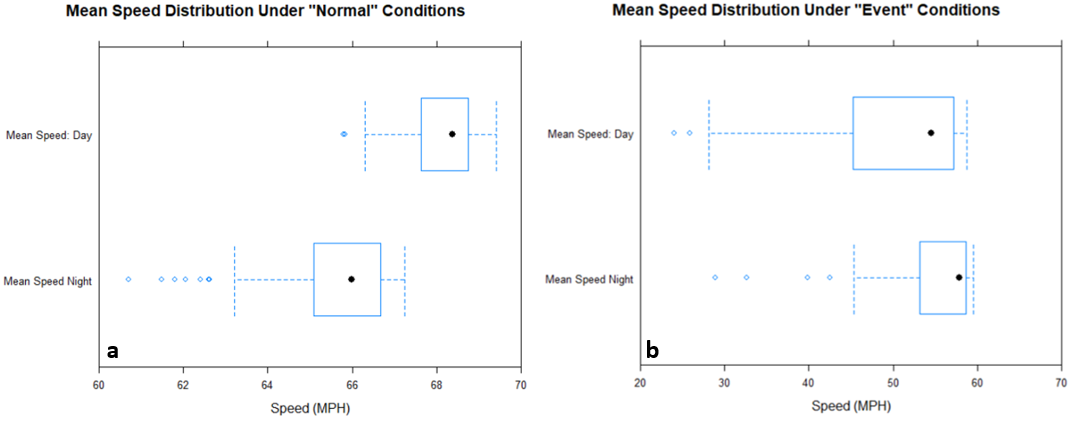 Mean Speed Distribution Under "Normal" Conditions
Mean Speed: Day
Mean Speed Night
a
60 62 64 66 68 70
Speed (MPH)
Mean Speed Distribution Under "Event" Conditions
Mean Speed: Day
Mean Speed Night
b
20 30 40 50 60 70
Speed (MPH)